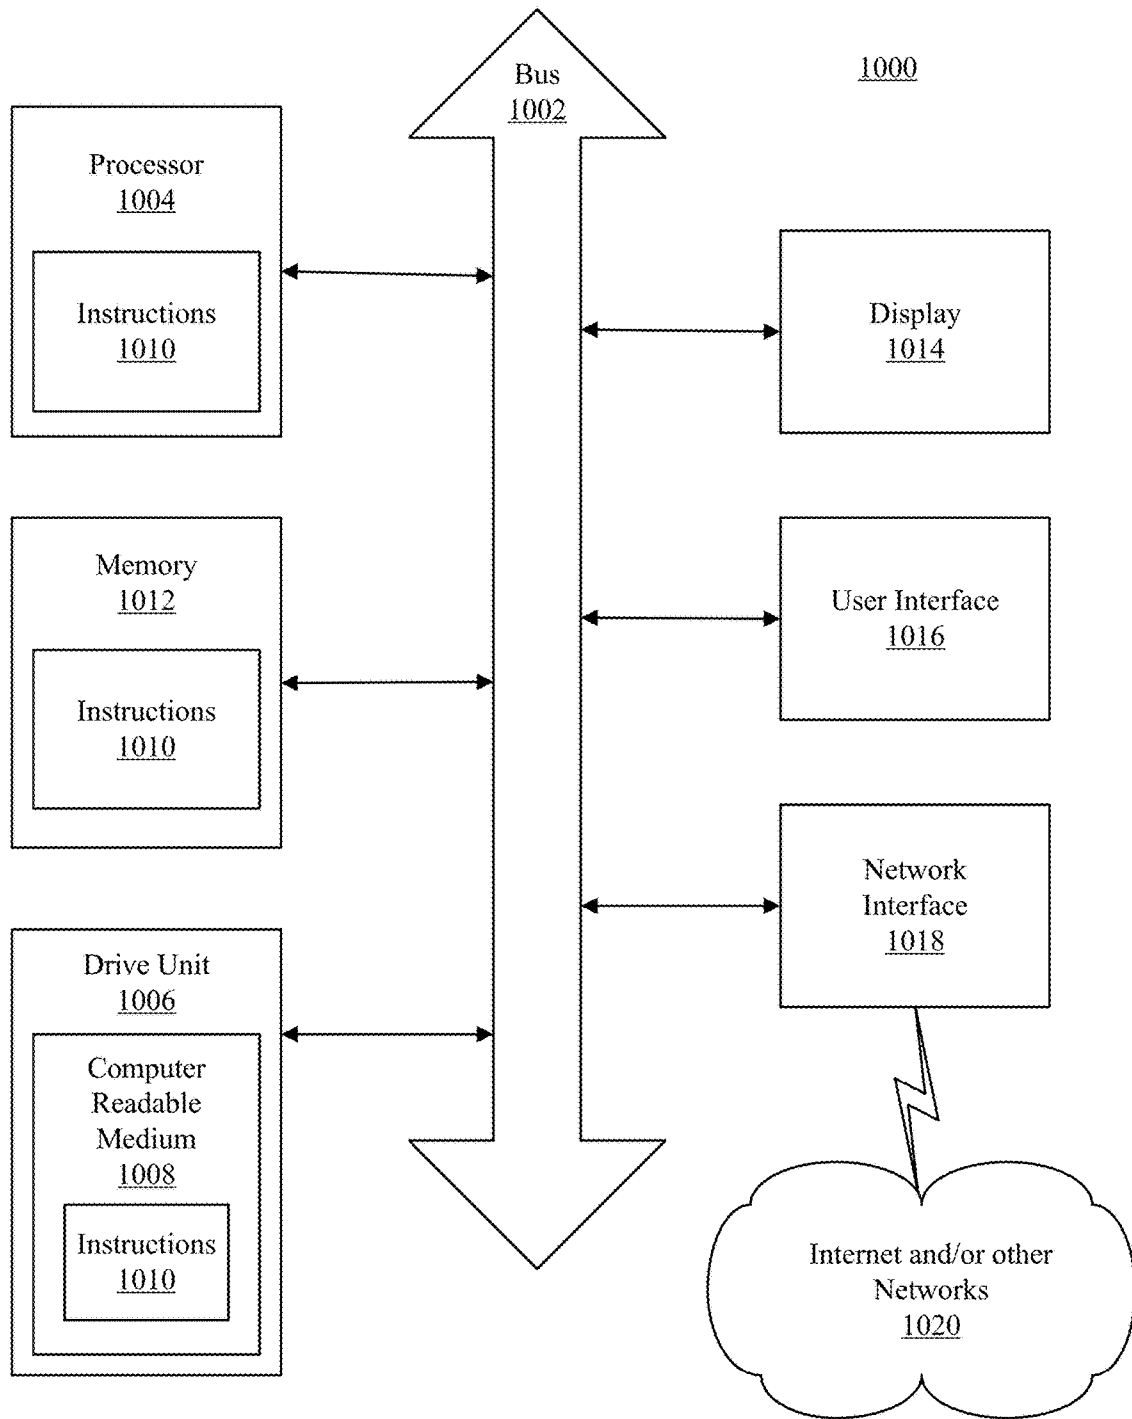 Bus
1002
1000
Processor
1004
Instructions
1010
Display
1014
Memory
1012
Instructions
1010
User Interface
1016
Network
Interface
1018
Drive Unit
1006
Computer
Readable
Medium
1008
Instructions
1010
Internet and/or other
Networks
1020